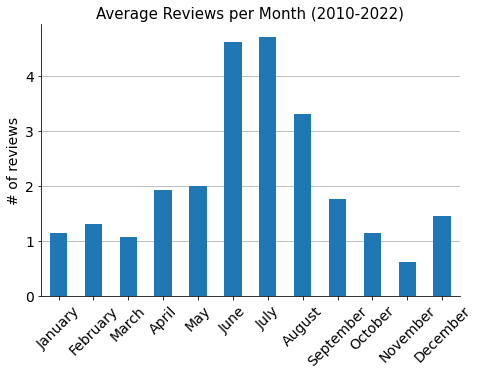 Average Reviews per Month (2010-2022)
# of reviews
4
3
2
1
0
January
February
March
April
May
June
July
August
September
October
November
December